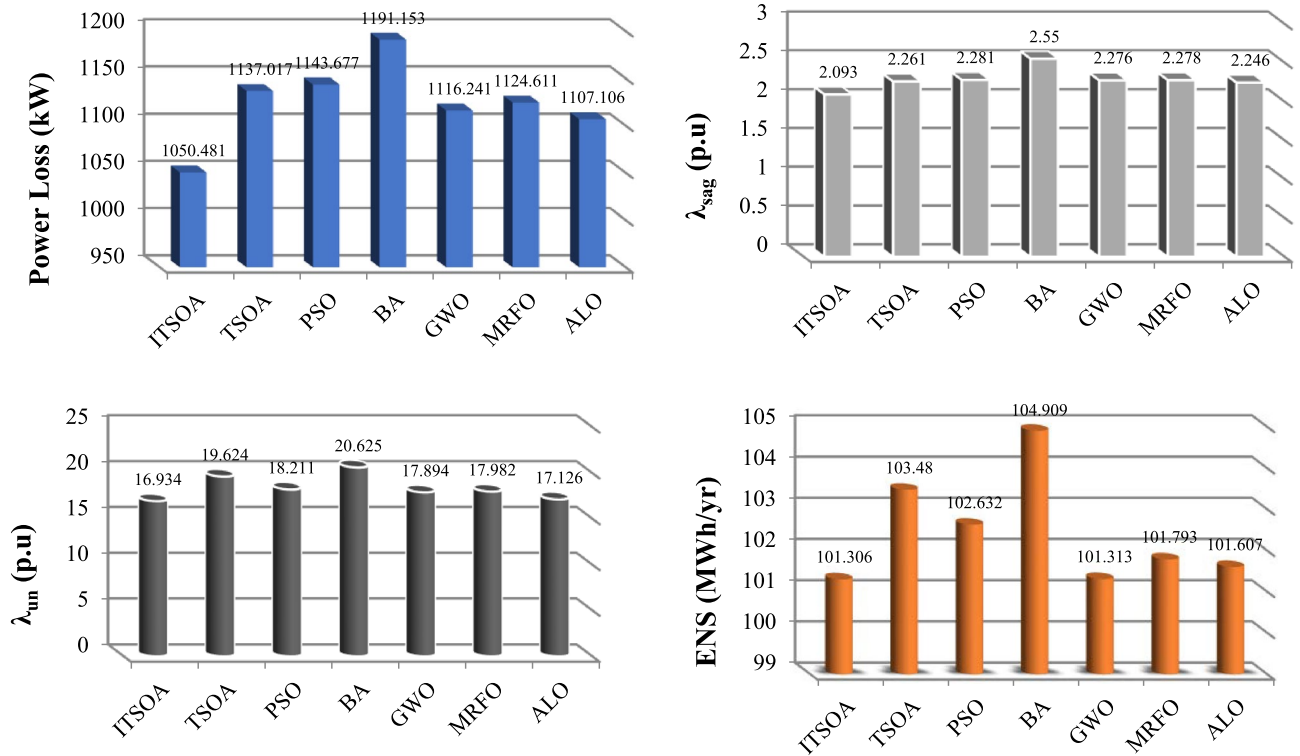 Power Loss (kW)
1200
1150
1100
1050
1000
950
1050.481
1137.017
1143.677
1191.153
1116.241
1124.611
1107.106
ITSOA
TSOA
PSO
BA
GWO
MRFO
ALO
λsag (p.u)
3
2.5
2
1.5
1
0.5
0
2.093
2.261
2.281
2.55
2.276
2.278
2.246
ITSOA
TSOA
PSO
BA
GWO
MRFO
ALO
λun (p.u)
25
20
15
10
5
0
16.934
19.624
18.211
20.625
17.894
17.982
17.126
ITSOA
TSOA
PSO
BA
GWO
MRFO
ALO
ENS (MWh/yr)
105
104
103
102
101
100
99
101.306
103.48
102.632
104.909
101.313
101.793
101.607
ITSOA
TSOA
PSO
BA
GWO
MRFO
ALO